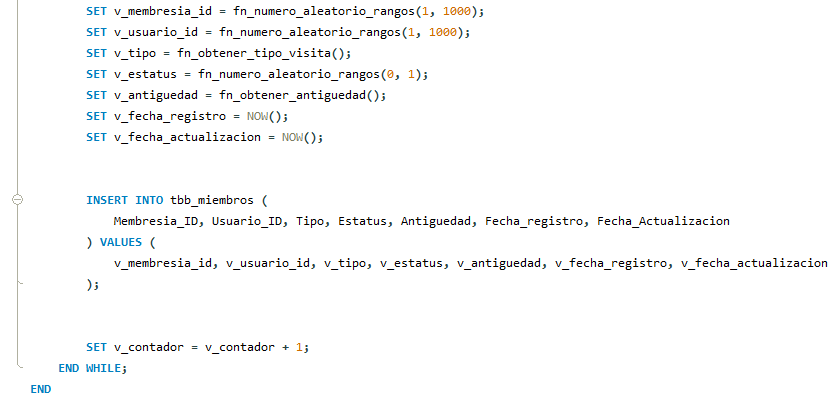 SET v_membresia_id = fn_numero_aleatorio_rangos(1, 1000);
SET v_usuario_id = fn_numero_aleatorio_rangos(1, 1000);
SET v_tipo = fn_obtener_tipo_visita();
SET v_estatus = fn_numero_aleatorio_rangos(0, 1);
SET v_antiguedad = fn_obtener_antiguedad();
SET v_fecha_registro = NOW();
SET v_fecha_actualizacion = NOW();
INSERT INTO tbb_miembros (
Membresia_ID, Usuario_ID, Tipo, Estatus, Antiguedad, Fecha_registro, Fecha_Actualizacion
) VALUES (
v_membresia_id, v_usuario_id, v_tipo, v_estatus, v_antiguedad, v_fecha_registro, v_fecha_actualizacion
);
SET v_contador = v_contador + 1;
END WHILE;
END